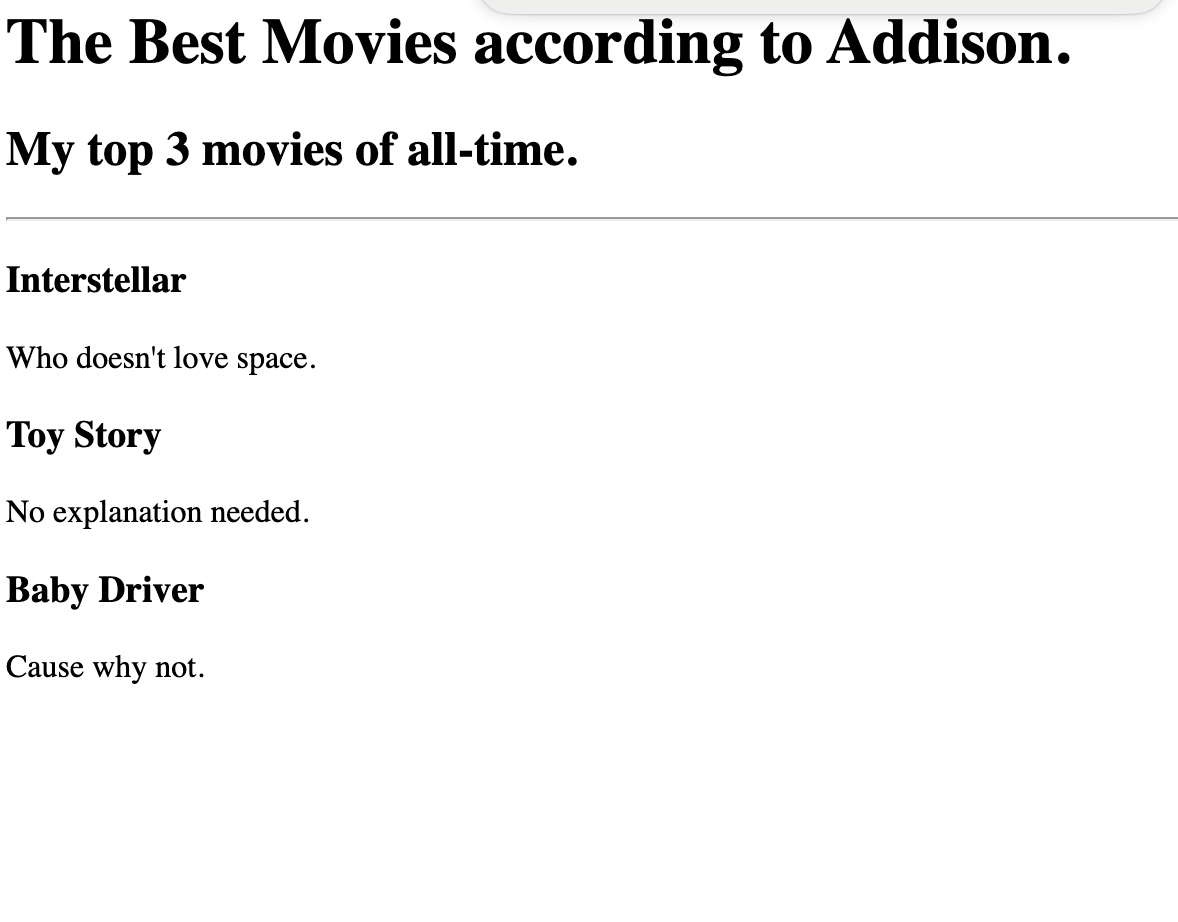 The Best Movies according to Addison.
My top 3 movies of all-time.
Interstellar
Who doesn't love space.
Toy Story
No explanation needed.
Baby Driver
Cause why not.